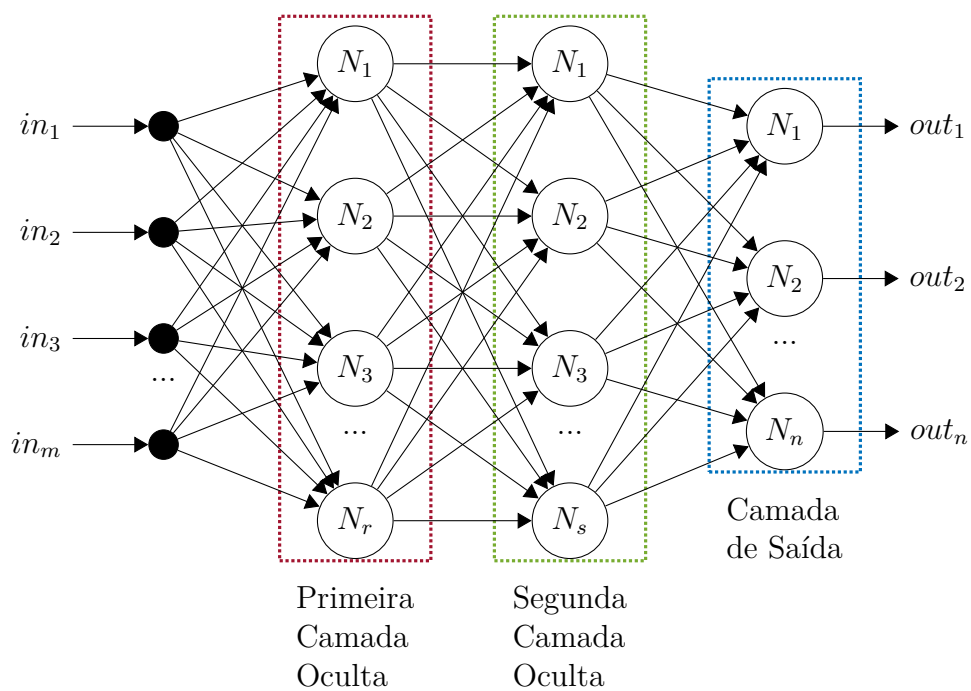 in₁
in₂
in₃
...
inₘ
N₁
N₂
N₃
...
Nᵣ
Primeira
Camada
Oculta
N₁
N₂
N₃
...
Nₛ
Segunda
Camada
Oculta
N₁
N₂
...
Nₙ
Camada
de Saída
out₁
out₂
outₙ